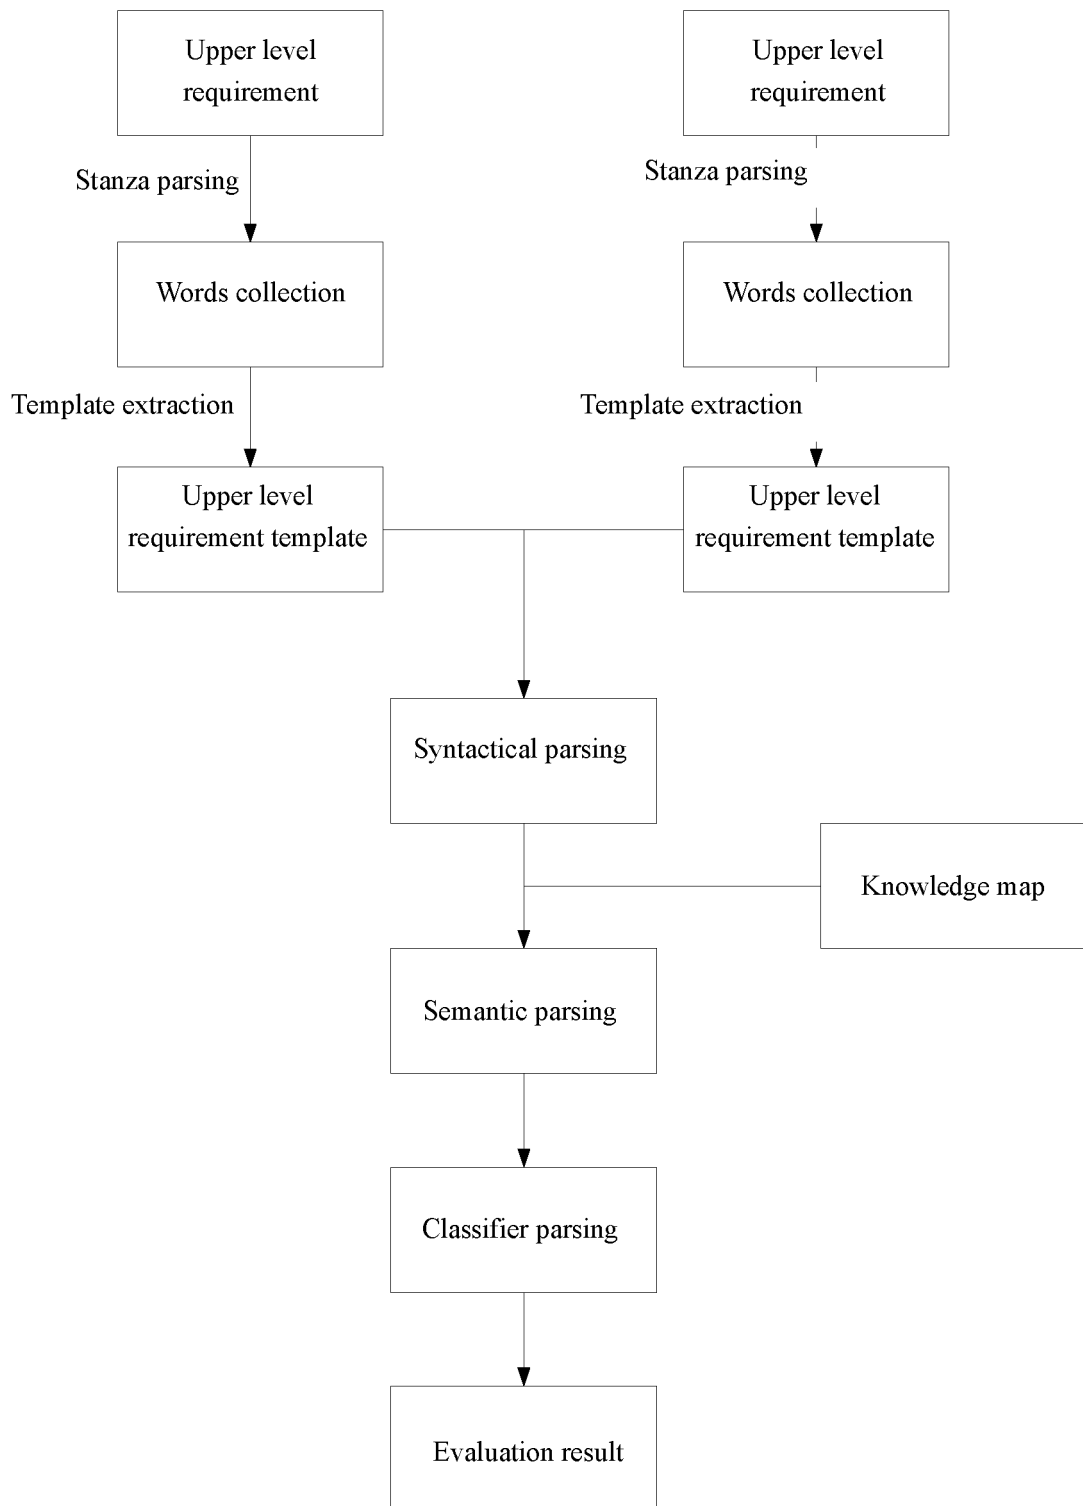 Upper level
requirement
Upper level
requirement
Stanza parsing
Stanza parsing
Words collection
Words collection
Template extraction
Template extraction
Upper level
requirement template
Upper level
requirement template
Syntactical parsing
Knowledge map
Semantic parsing
Classifier parsing
Evaluation result